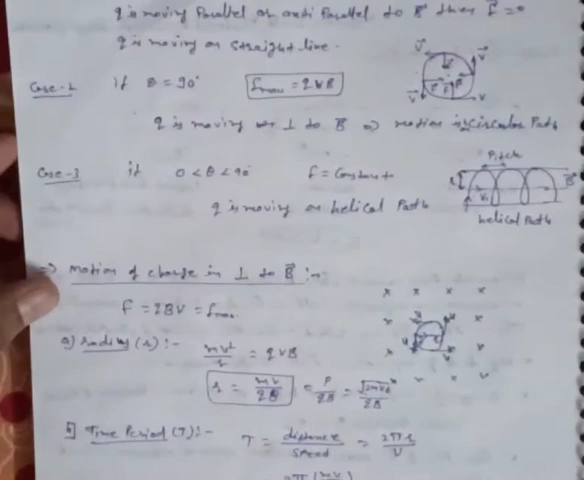 q is moving Parallel or anti Parallel to B⃗ then F⃗ = 0
q is moving on straight line.
Case-2 if θ = 90° fmax = qVB
q is moving ⊥ to B⃗ ⇒ motion is circular Path
Case-3 if 0 < θ < 90° f = Constant
Pitch
q is moving on helical Path
helical Path
⇒ Motion of charge in ⊥ to B⃗ :-
F = qBV = fmax
a) radius (r) :- mv²/r = qVB
r = mv/qB = P/qB
b) Time Period (T) :- T = distance/speed = 2πr/V